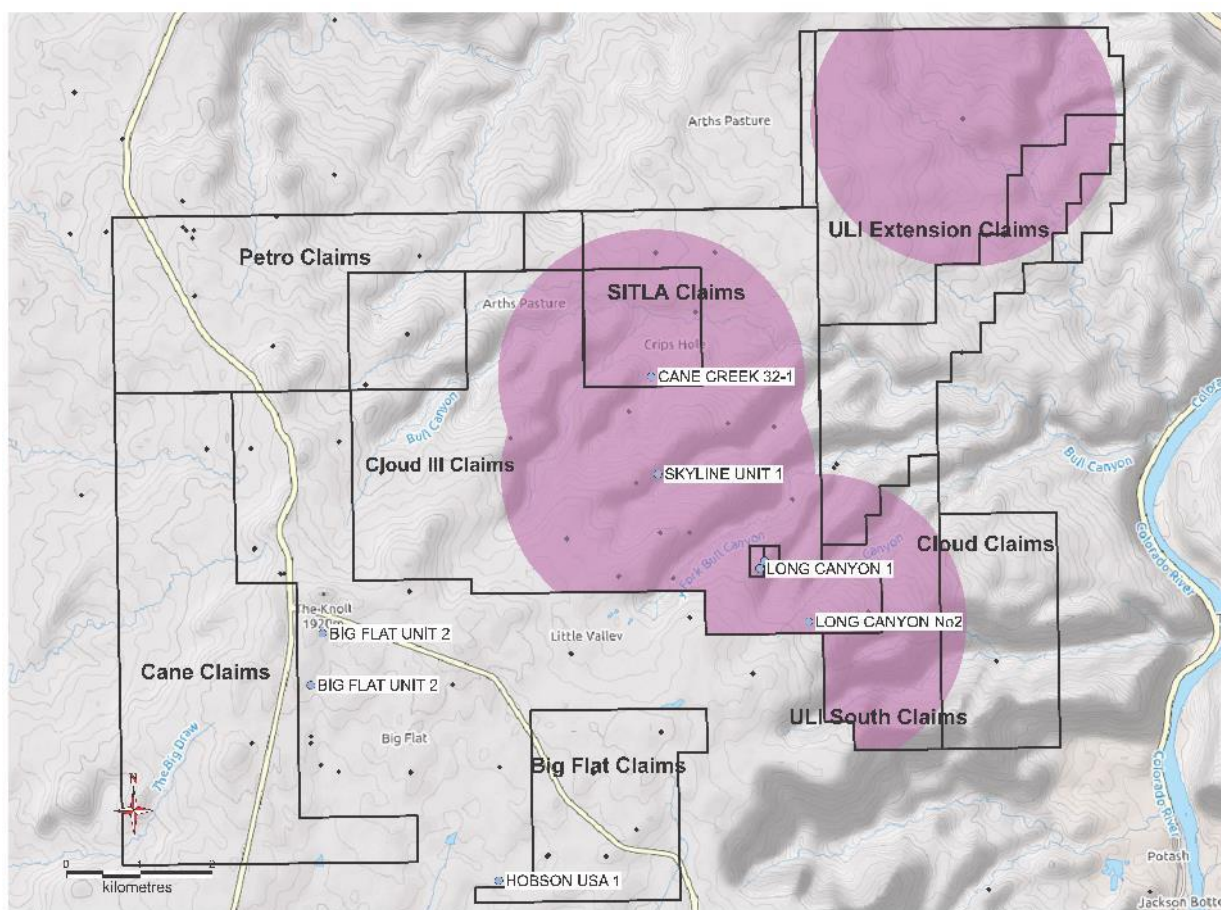 Arths Pasture
ULI Extension Claims
Petro Claims
SITLA Claims
Arths Pasture
Crips Hole
CANE CREEK 32-1
Bull Canyon
Cloud III Claims
SKYLINE UNIT 1
Bull Canyon
Colorado River
Cloud Claims
LONG CANYON 1
The Knoll
1920m
BIG FLAT UNIT 2
Little Valley
LONG CANYON No2
Cane Claims
BIG FLAT UNIT 2
ULI South Claims
Big Flat
Big Flat Claims
The Big Draw
Colorado River
N
0 1 2
kilometres
HOBSON USA 1
Potash
Jackson Botto